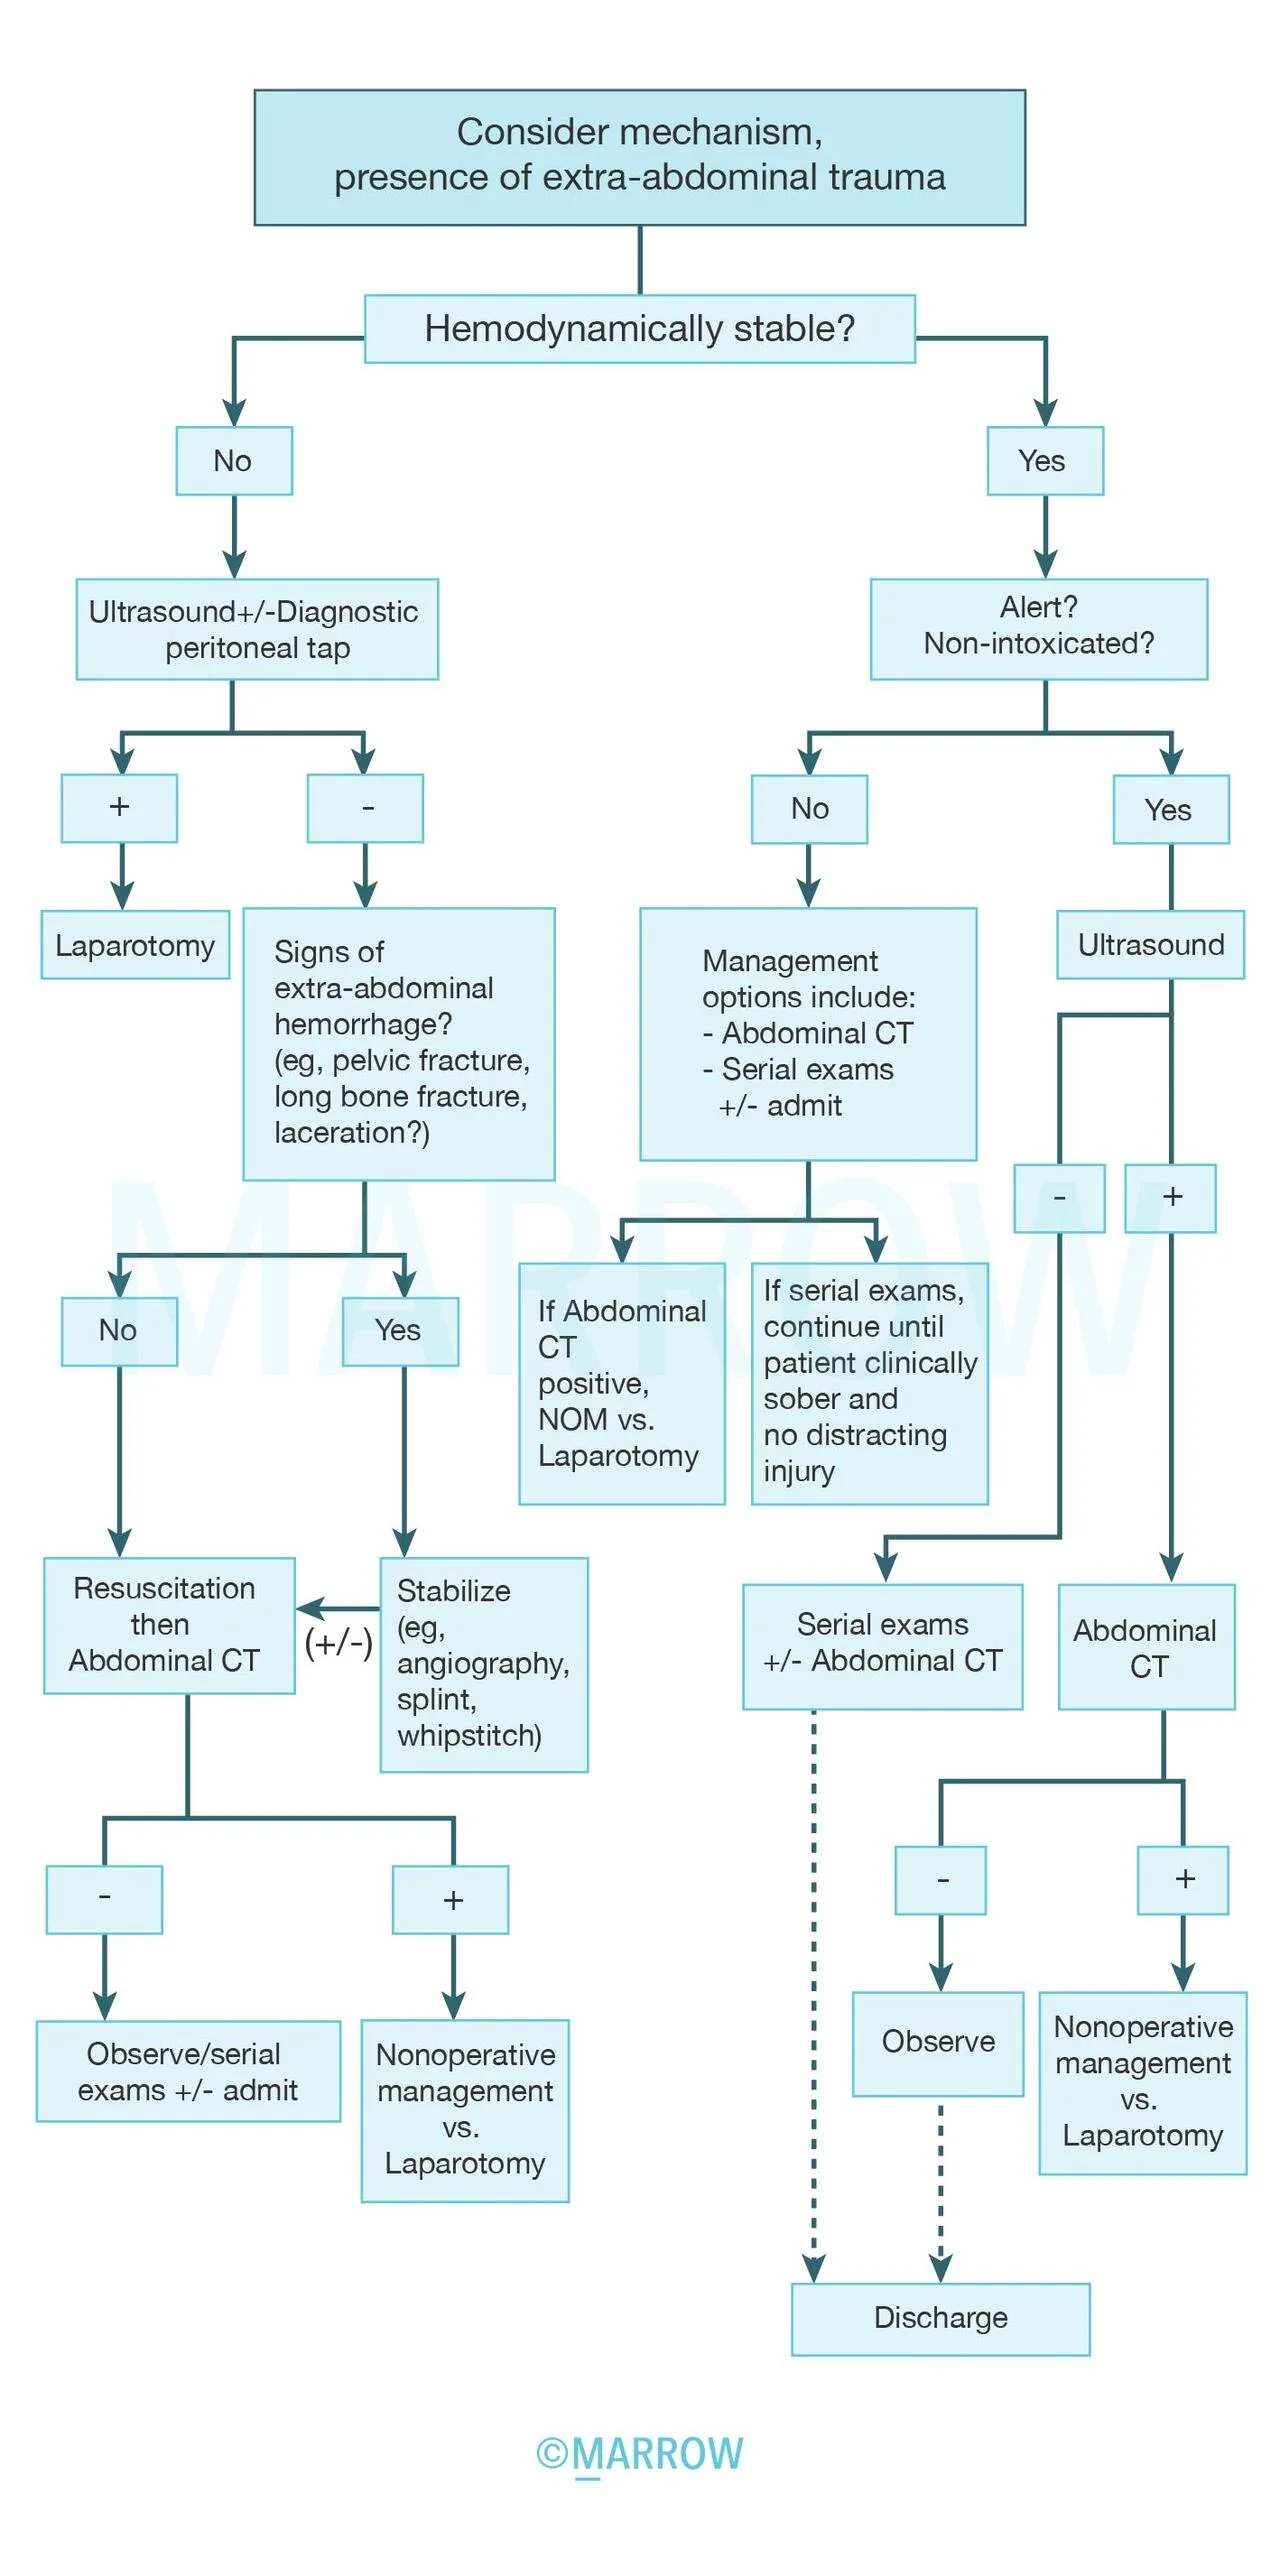 Consider mechanism,
presence of extra-abdominal trauma
Hemodynamically stable?
No
Yes
Ultrasound+/-Diagnostic
peritoneal tap
Alert?
Non-intoxicated?
+
-
No
Yes
Laparotomy
Signs of
extra-abdominal
hemorrhage?
(eg, pelvic fracture,
long bone fracture,
laceration?)
Management
options include:
- Abdominal CT
- Serial exams
+/- admit
Ultrasound
-
+
No
Yes
If Abdominal
CT
positive,
NOM vs.
Laparotomy
If serial exams,
continue until
patient clinically
sober and
no distracting
injury
MARROW
Resuscitation
then
Abdominal CT
(+/-)
Stabilize
(eg,
angiography,
splint,
whipstitch)
Serial exams
+/- Abdominal CT
Abdominal
CT
-
+
-
+
Observe/serial
exams +/- admit
Nonoperative
management
vs.
Laparotomy
Observe
Nonoperative
management
vs.
Laparotomy
Discharge
©MARROW